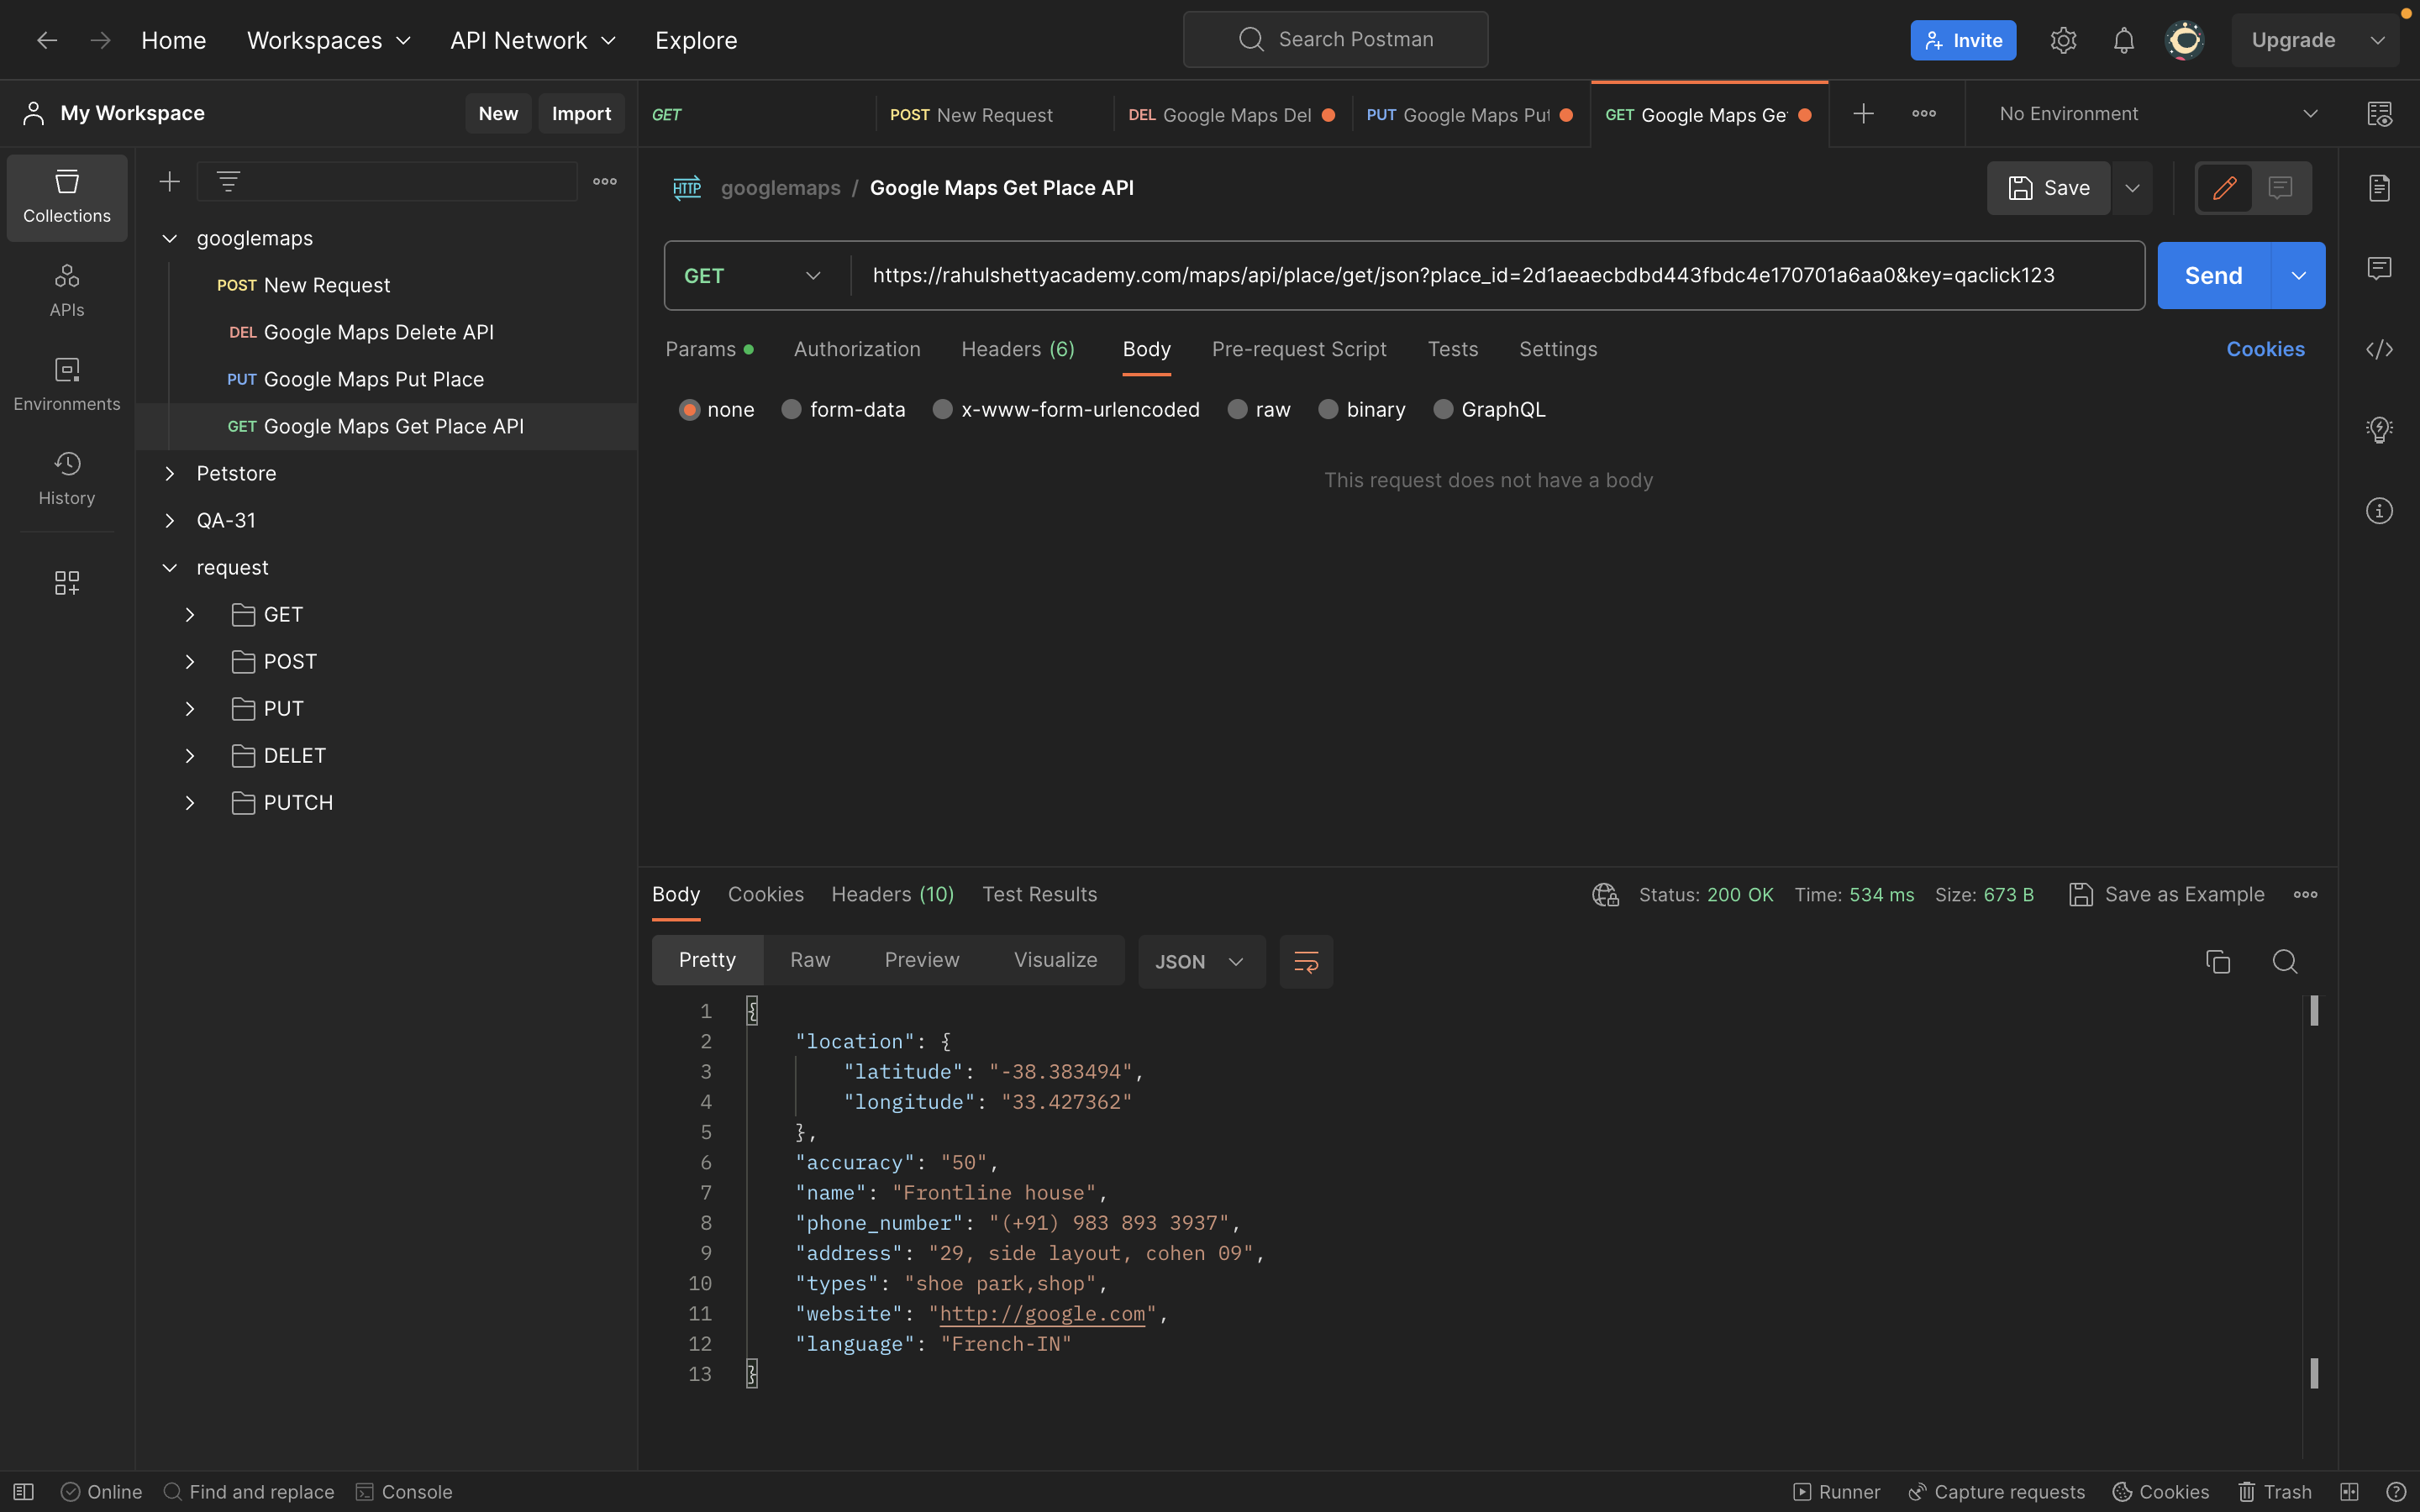 Home Workspaces API Network Explore Search Postman Invite Upgrade
My Workspace New Import
GET POST New Request DEL Google Maps Del PUT Google Maps Put GET Google Maps Ge No Environment
Collections
APIs
Environments
History
googlemaps
POST New Request
DEL Google Maps Delete API
PUT Google Maps Put Place
GET Google Maps Get Place API
Petstore
QA-31
request
GET
POST
PUT
DELET
PUTCH
HTTP googlemaps / Google Maps Get Place API Save
GET https://rahulshettyacademy.com/maps/api/place/get/json?place_id=2d1aeaecbdbd443fbdc4e170701a6aa0&key=qaclick123 Send
Params Authorization Headers (6) Body Pre-request Script Tests Settings Cookies
none form-data x-www-form-urlencoded raw binary GraphQL
This request does not have a body
Body Cookies Headers (10) Test Results Status: 200 OK Time: 534 ms Size: 673 B Save as Example
Pretty Raw Preview Visualize JSON
1 {
2 "location": {
3 "latitude": "-38.383494",
4 "longitude": "33.427362"
5 },
6 "accuracy": "50",
7 "name": "Frontline house",
8 "phone_number": "(+91) 983 893 3937",
9 "address": "29, side layout, cohen 09",
10 "types": "shoe park,shop",
11 "website": "http://google.com",
12 "language": "French-IN"
13 }
Online Find and replace Console Runner Capture requests Cookies Trash